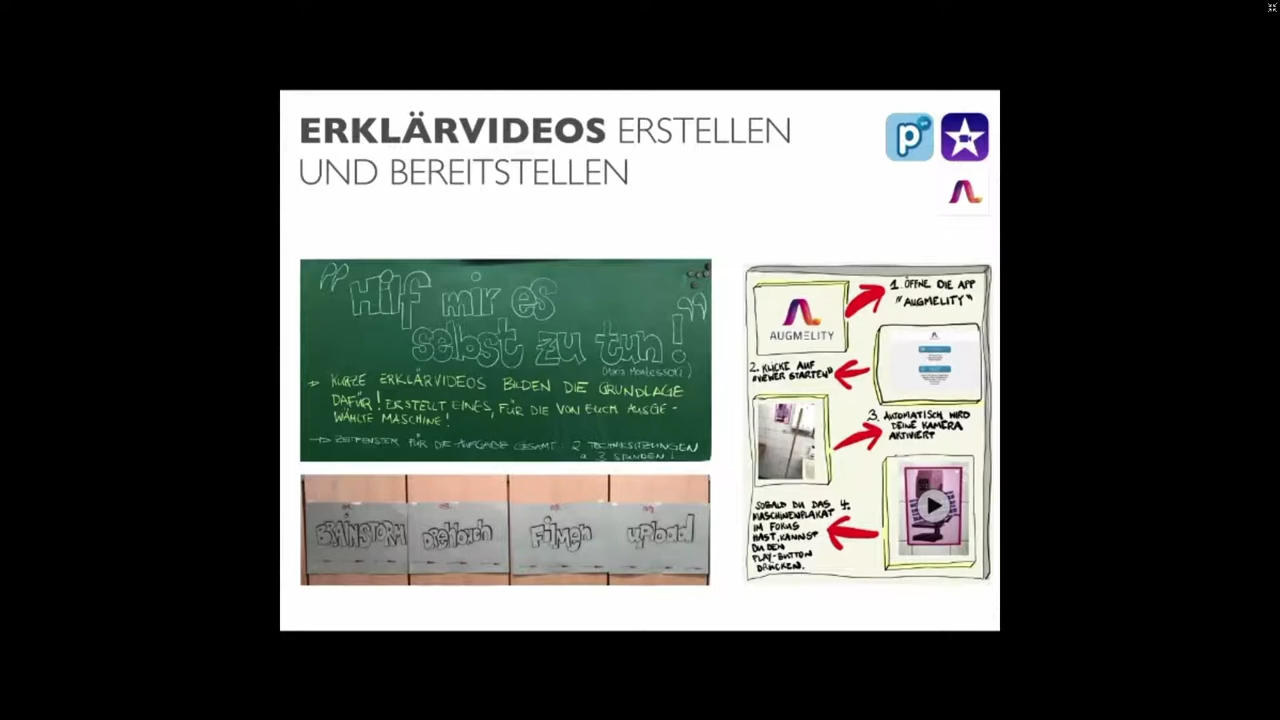 ERKLÄRVIDEOS ERSTELLEN
UND BEREITSTELLEN
p
"Hilf mir es
selbst zu tun!"
(Maria Montessori)
→ KURZE ERKLÄRVIDEOS BILDEN DIE GRUNDLAGE
DAFÜR! ERSTELLT EINES, FÜR DIE VON EUCH AUSGE-
WÄHLTE MASCHINE!
→ ZEITFENSTER FÜR DIE AUFGABE GESAMT: 2 TECHNIKSITZUNGEN
a 3 STUNDEN!
BRAINSTORM Drehbuch Filmen upload
AUGMELITY
1. ÖFFNE DIE APP
"AUGMELITY"
2. KLICKE AUF
"VIEWER STARTEN"
3. AUTOMATISCH WIRD
DEINE KAMERA
AKTIVIERT
SOBALD DU DAS 4.
MASCHINENPLAKAT
IM FOKUS
HAST, KANNST
DU DEN
PLAY-BUTTON
DRÜCKEN.